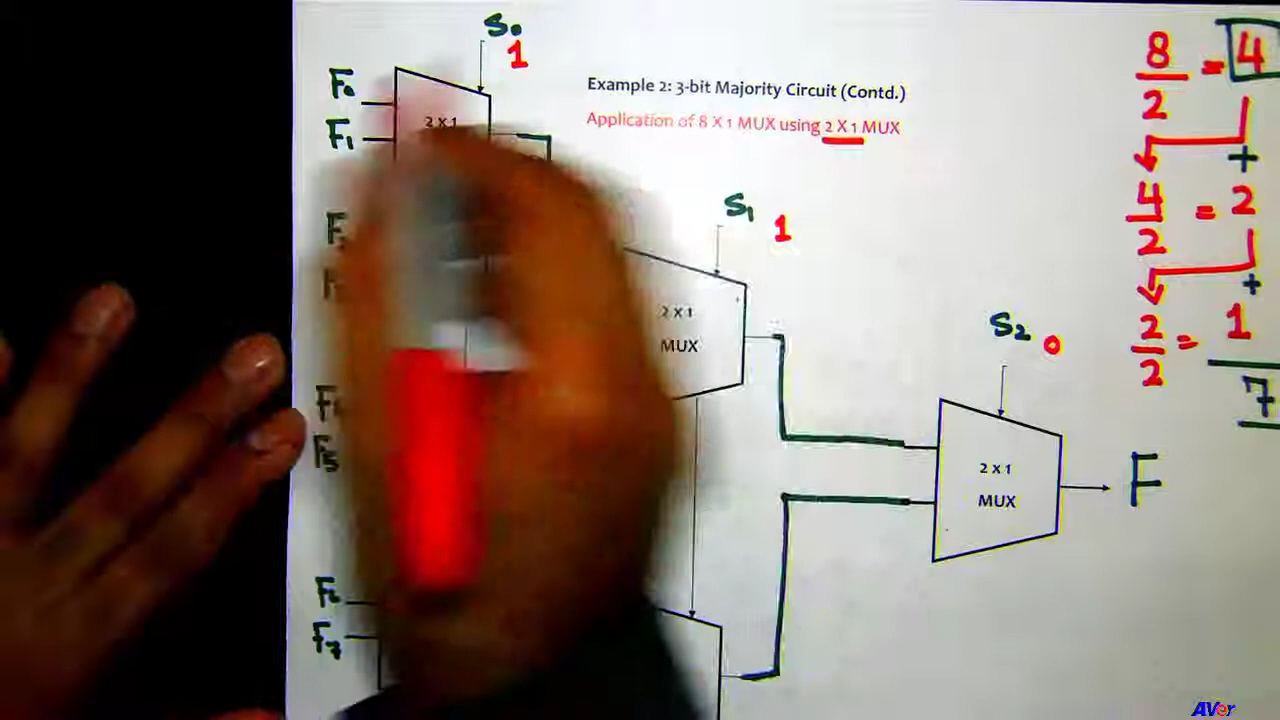 S0
1
F0
F1
2 X 1
Example 2: 3-bit Majority Circuit (Contd.)
Application of 8 X 1 MUX using 2 X 1 MUX
8/2 = 4
+
4/2 = 2
+
2/2 = 1
7
S1 1
2 X 1
MUX
S2 0
2 X 1
MUX
F
F5
F6
F7
AVer